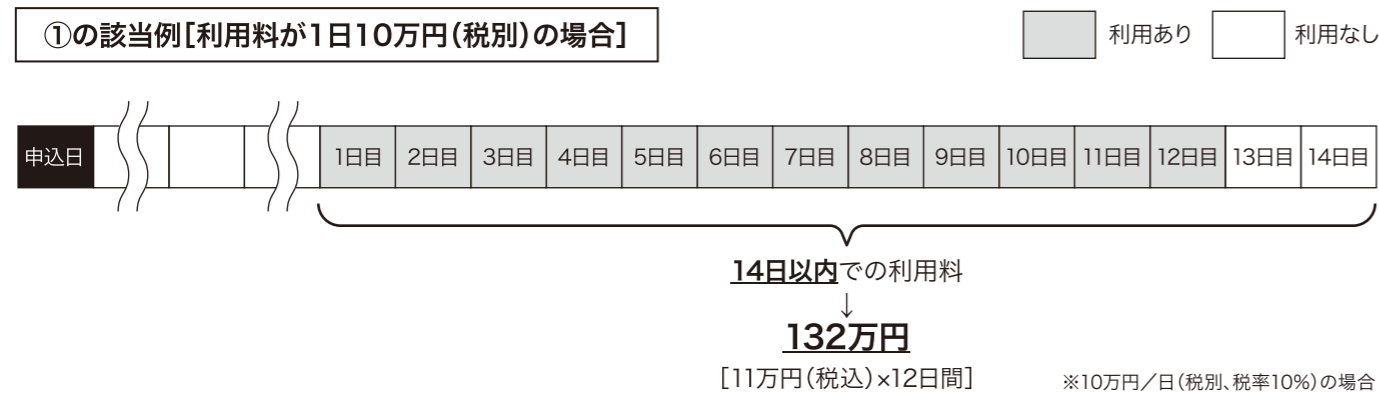 ①の該当例[利用料が1日10万円(税別)の場合]
利用あり 利用なし
申込日 1日目 2日目 3日目 4日目 5日目 6日目 7日目 8日目 9日目 10日目 11日目 12日目 13日目 14日目
14日以内での利用料
↓
132万円
[11万円(税込)×12日間]
※10万円／日(税別、税率10%)の場合